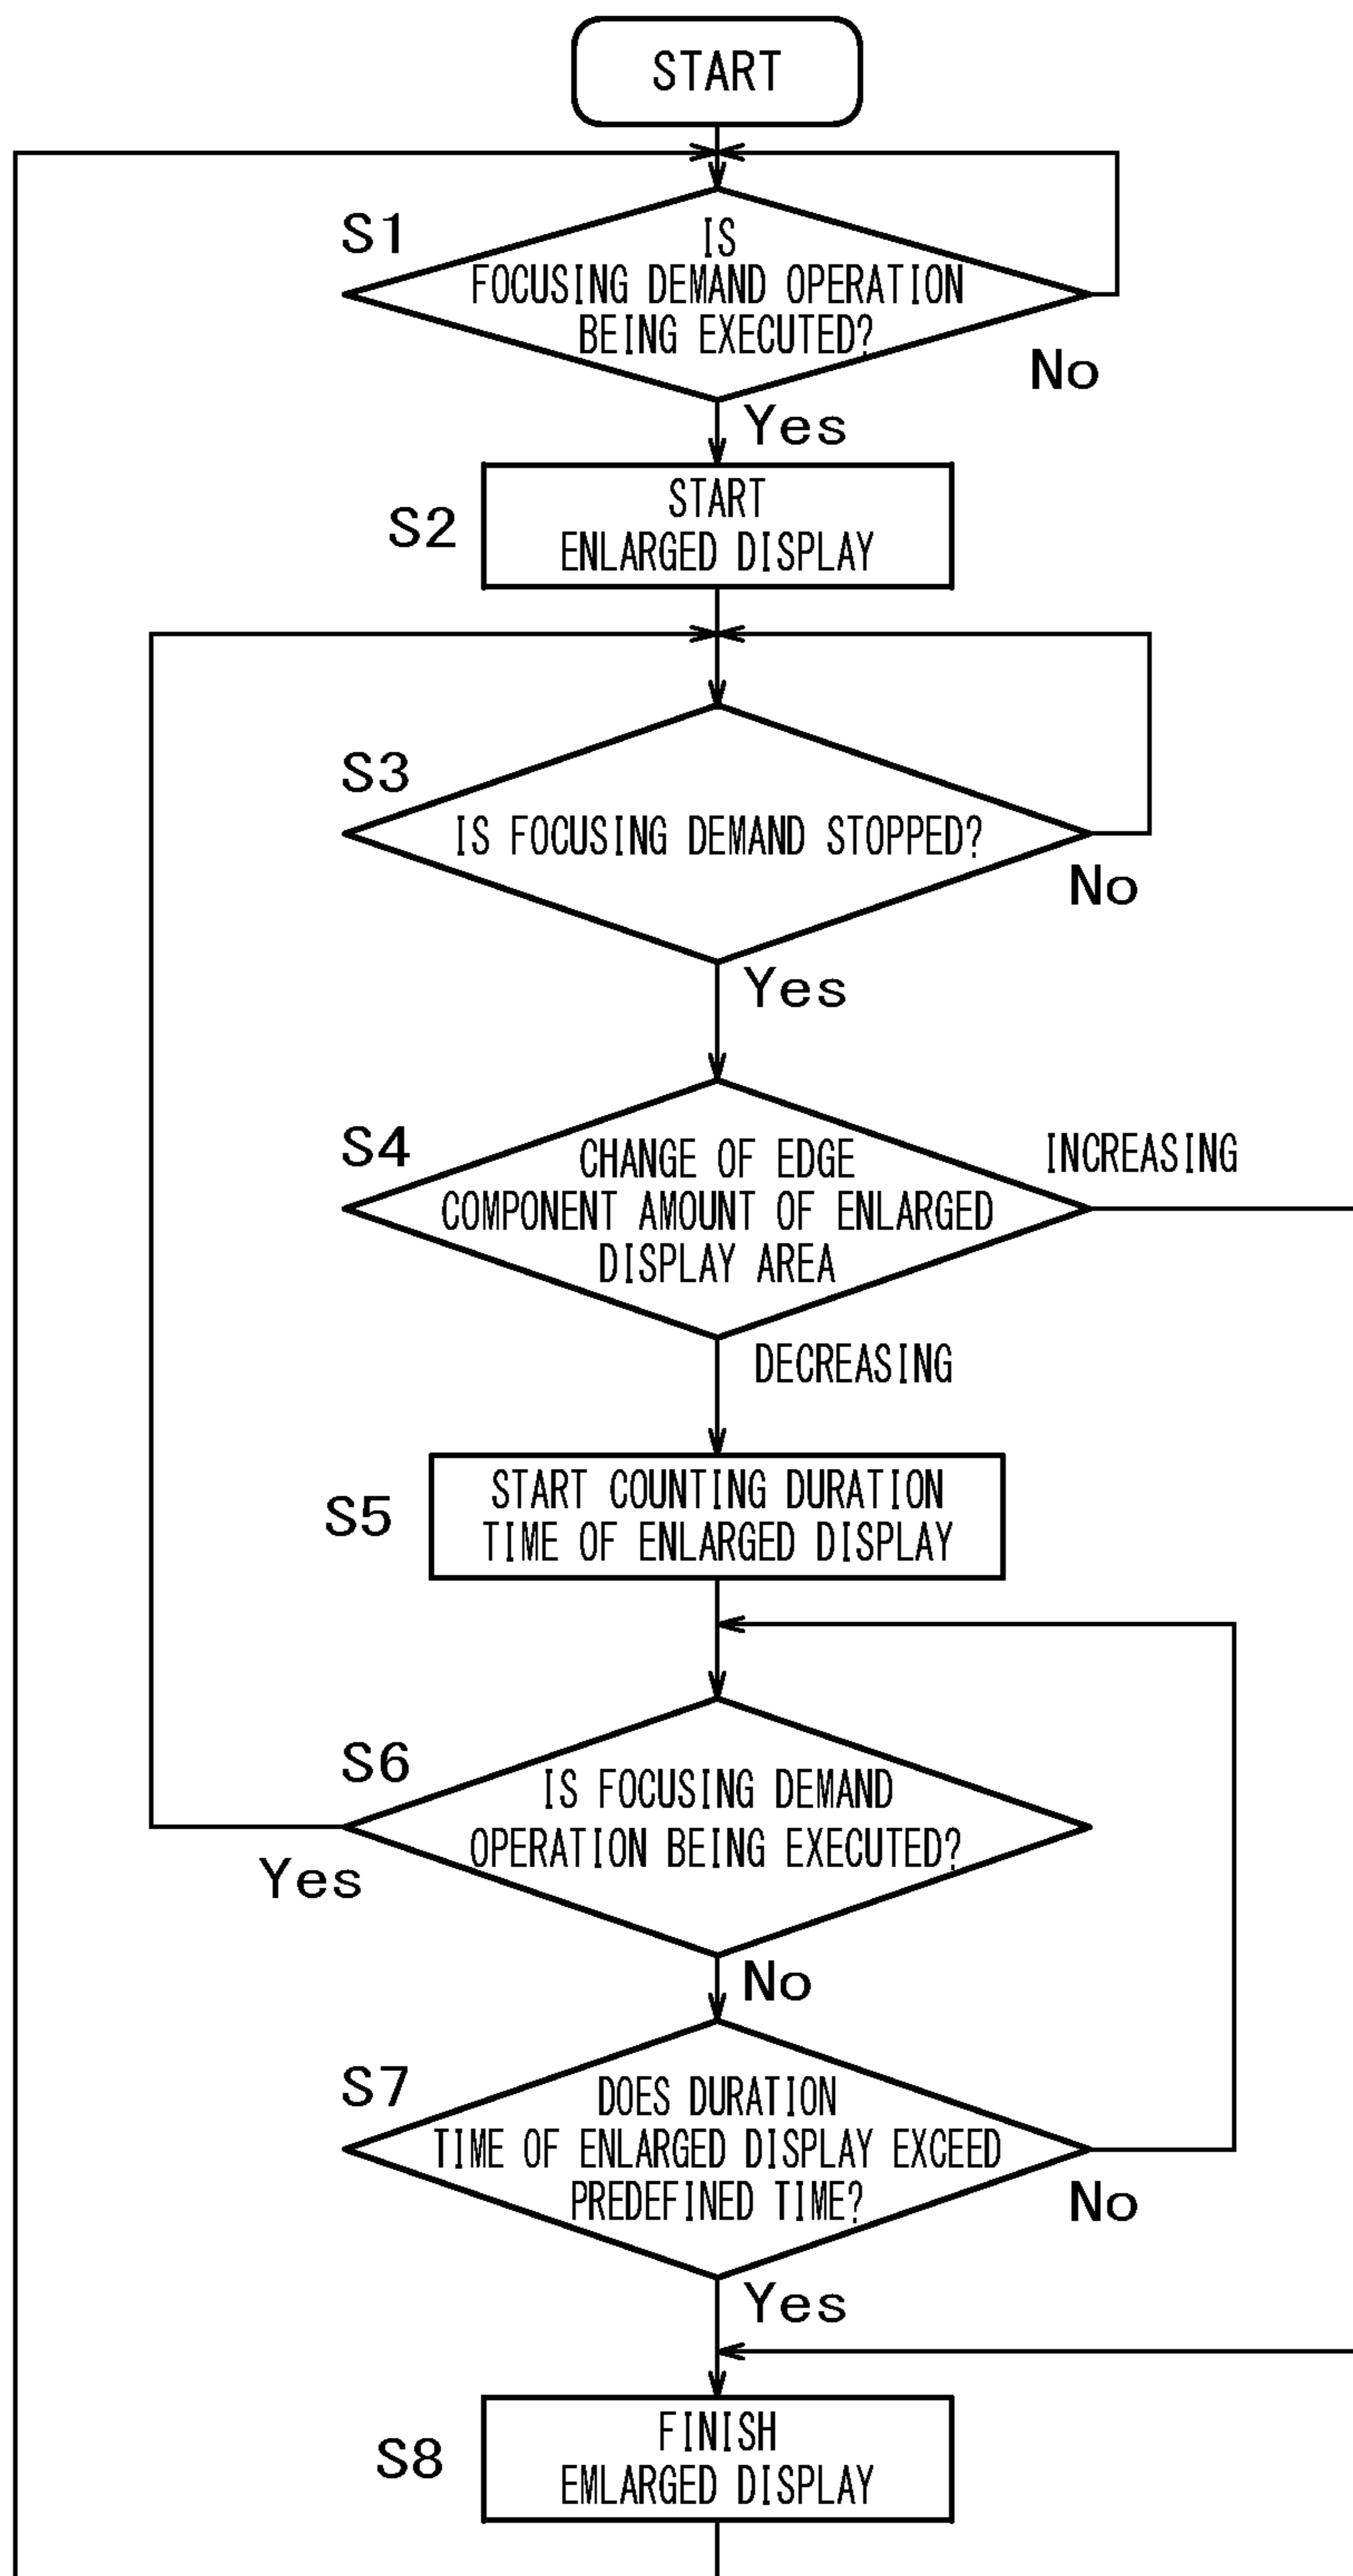 START
S1
IS
FOCUSING DEMAND OPERATION
BEING EXECUTED?
No
Yes
S2
START
ENLARGED DISPLAY
S3
IS FOCUSING DEMAND STOPPED?
No
Yes
S4
CHANGE OF EDGE
COMPONENT AMOUNT OF ENLARGED
DISPLAY AREA
INCREASING
DECREASING
S5
START COUNTING DURATION
TIME OF ENLARGED DISPLAY
S6
IS FOCUSING DEMAND
OPERATION BEING EXECUTED?
Yes
No
S7
DOES DURATION
TIME OF ENLARGED DISPLAY EXCEED
PREDEFINED TIME?
No
Yes
S8
FINISH
EMLARGED DISPLAY